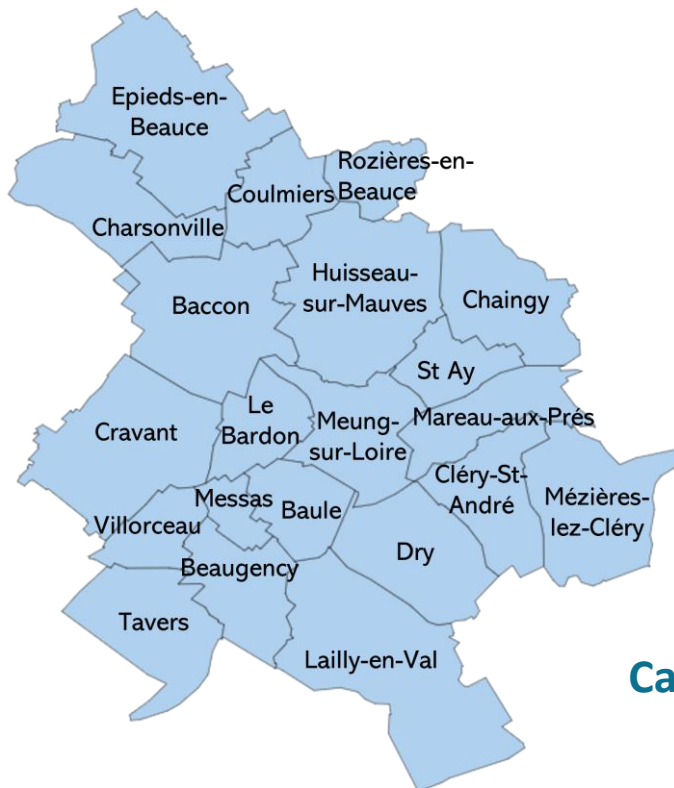 Epieds-en-
Beauce
Rozières-en-
Beauce
Coulmiers
Charsonville
Huisseau-
sur-Mauves
Chaingy
Baccon
St Ay
Le
Bardon
Meung-
sur-Loire
Mareau-aux-Prés
Cravant
Cléry-St-
André
Mézières-
lez-Cléry
Messas
Baule
Villorceau
Dry
Beaugency
Tavers
Lailly-en-Val
Ca